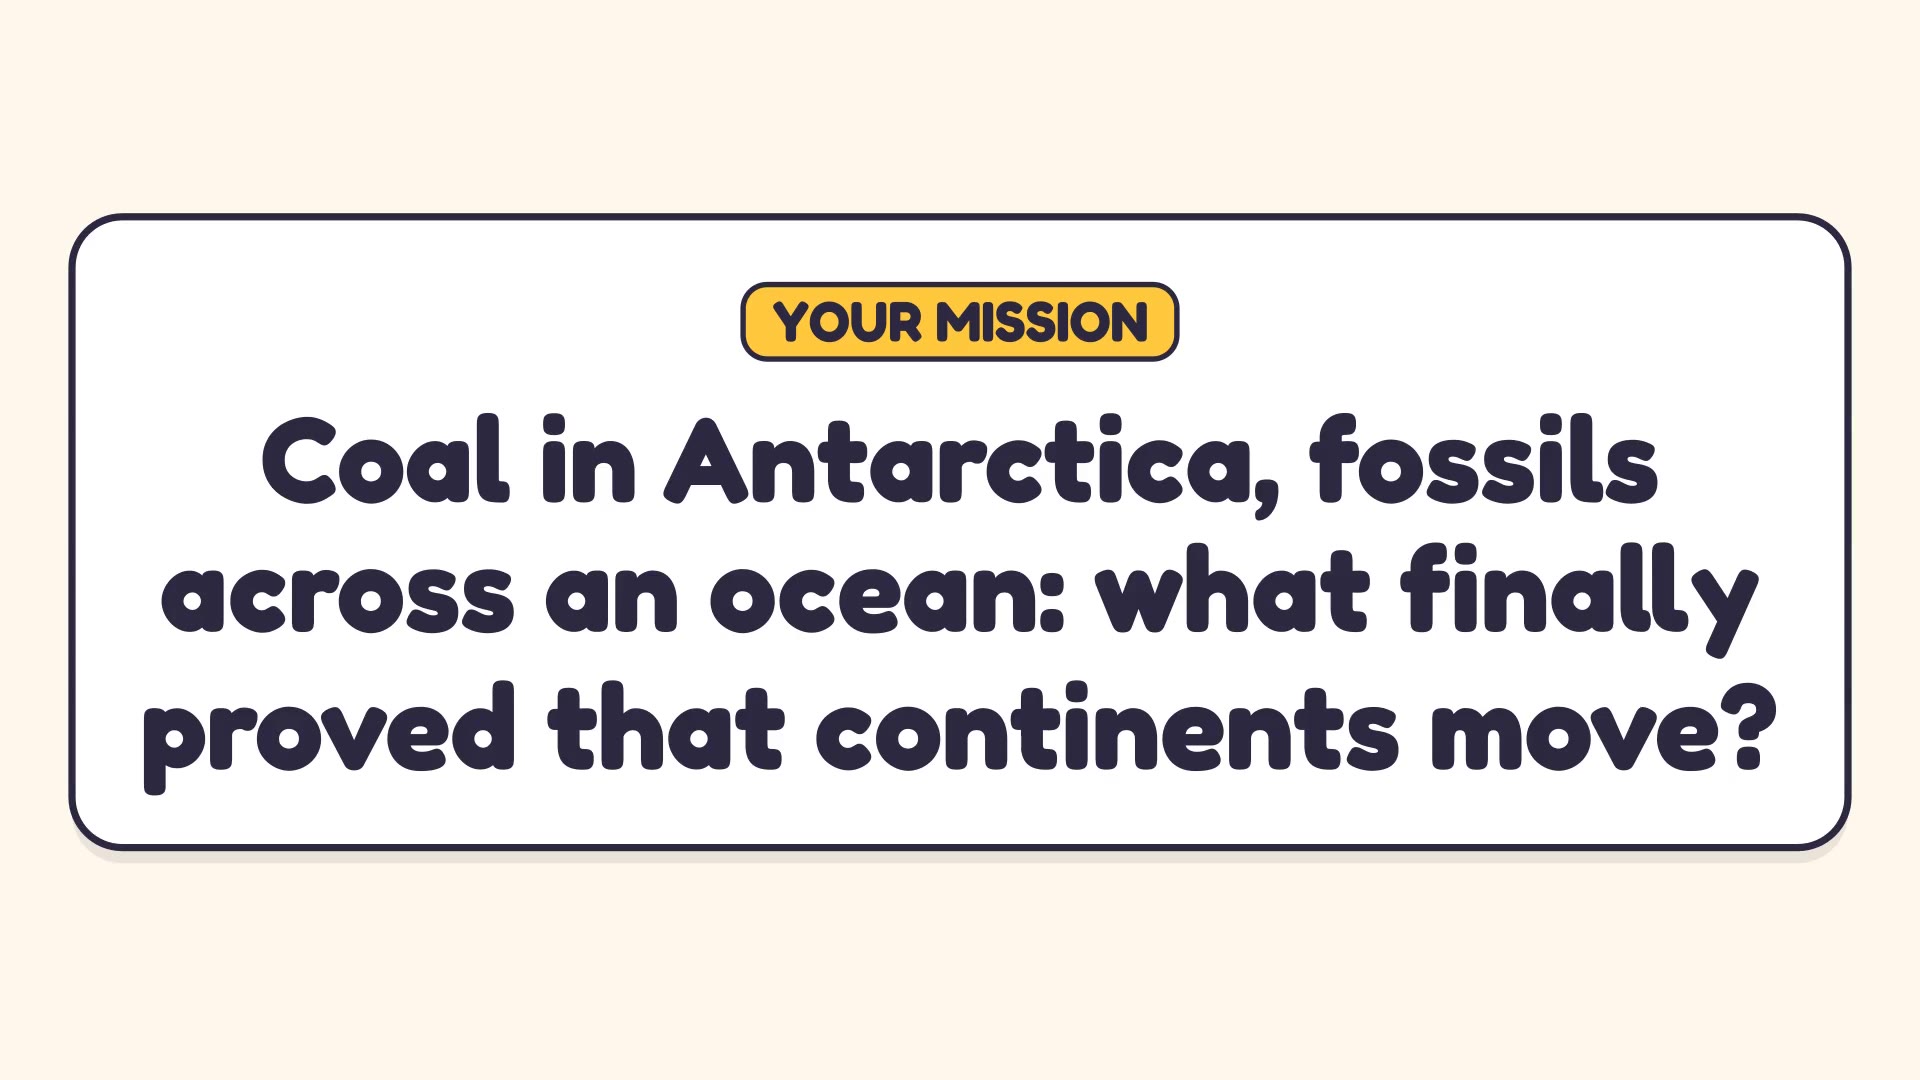 YOUR MISSION
Coal in Antarctica, fossils
across an ocean: what finally
proved that continents move?